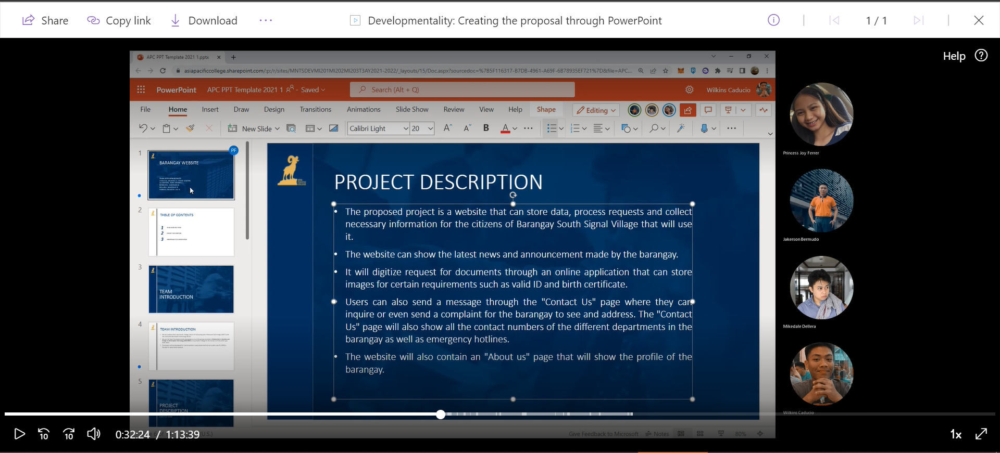 Share
Copy link
Download
Developmentality: Creating the proposal through PowerPoint
1 / 1
Help
APC PPT Template 2021 1.pptx
asiapacificcollege.sharepoint.com/:p:/r/sites/MNTSDEVMI201MI202MI203T3AY2021-2022/_layouts/15/Doc.aspx?sourcedoc=%7B5F116317-B7DB-4961-A69F-6B78935EF721%7D&file=APC...
PowerPoint
APC PPT Template 2021 1
- Saved
Search (Alt + Q)
Wilkins Caducio
File
Home
Insert
Draw
Design
Transitions
Animations
Slide Show
Review
View
Help
Shape
Editing
New Slide
Calibri Light
20
B
1
PF
BARANGAY WEBSITE
2
TABLE OF CONTENTS
1
2
3
3
TEAM
INTRODUCTION
4
TEAM INTRODUCTION
5
PROJECT
DESCRIPTION
PROJECT DESCRIPTION
• The proposed project is a website that can store data, process requests and collect
necessary information for the citizens of Barangay South Signal Village that will use
it.
• The website can show the latest news and announcement made by the barangay.
• It will digitize request for documents through an online application that can store
images for certain requirements such as valid ID and birth certificate.
• Users can also send a message through the "Contact Us" page where they can
inquire or even send a complaint for the barangay to see and address. The "Contact
Us" page will also show all the contact numbers of the different departments in the
barangay as well as emergency hotlines.
• The website will also contain an "About us" page that will show the profile of the
barangay.
Princess Joy Ferrer
Jakerson Bermudo
Mikedale Dellera
Wilkins Caducio
Give Feedback to Microsoft
Notes
80%
10
10
0:32:24 / 1:13:39
1x